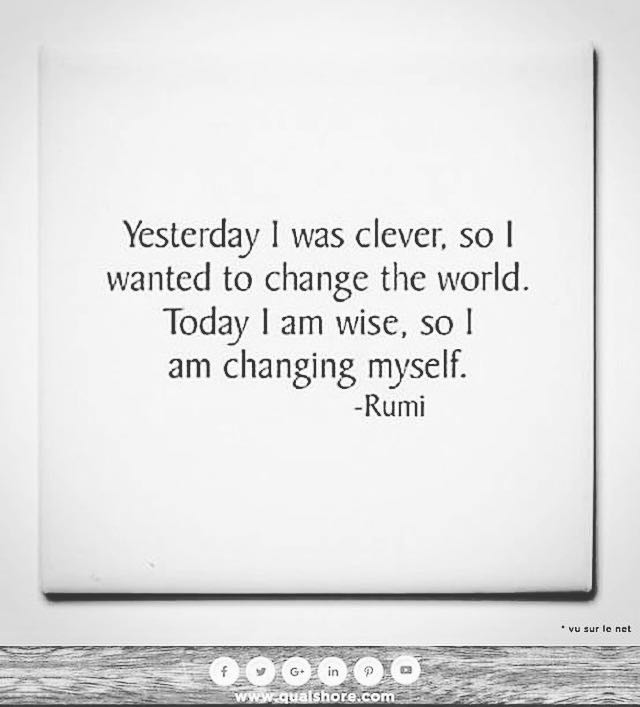 Yesterday I was clever, so I
wanted to change the world.
Today I am wise, so I
am changing myself.
-Rumi
* vu sur le net
f G+ in
www.qualshore.com